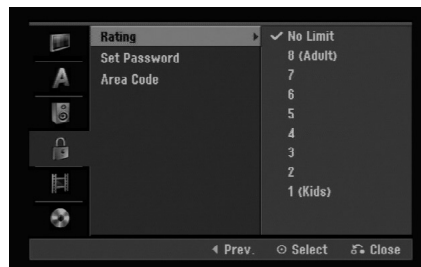 Rating
Set Password
Area Code
No Limit
8 (Adult)
7
6
5
4
3
2
1 (Kids)
A
Prev.
Select
Close